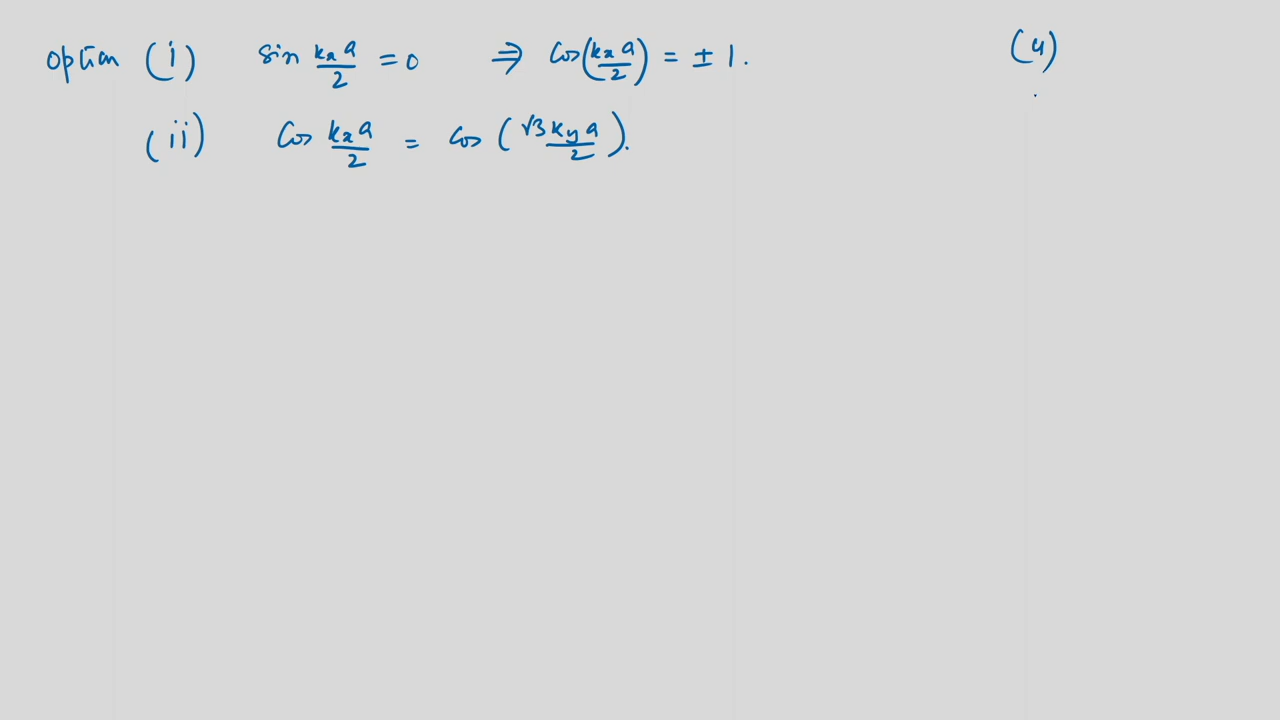 option (i) sin kₓa/2 = 0 ⇒ cos(kₓa/2) = ± 1. (4)
(ii) cos kₓa/2 = cos (√3 k_y a/2).